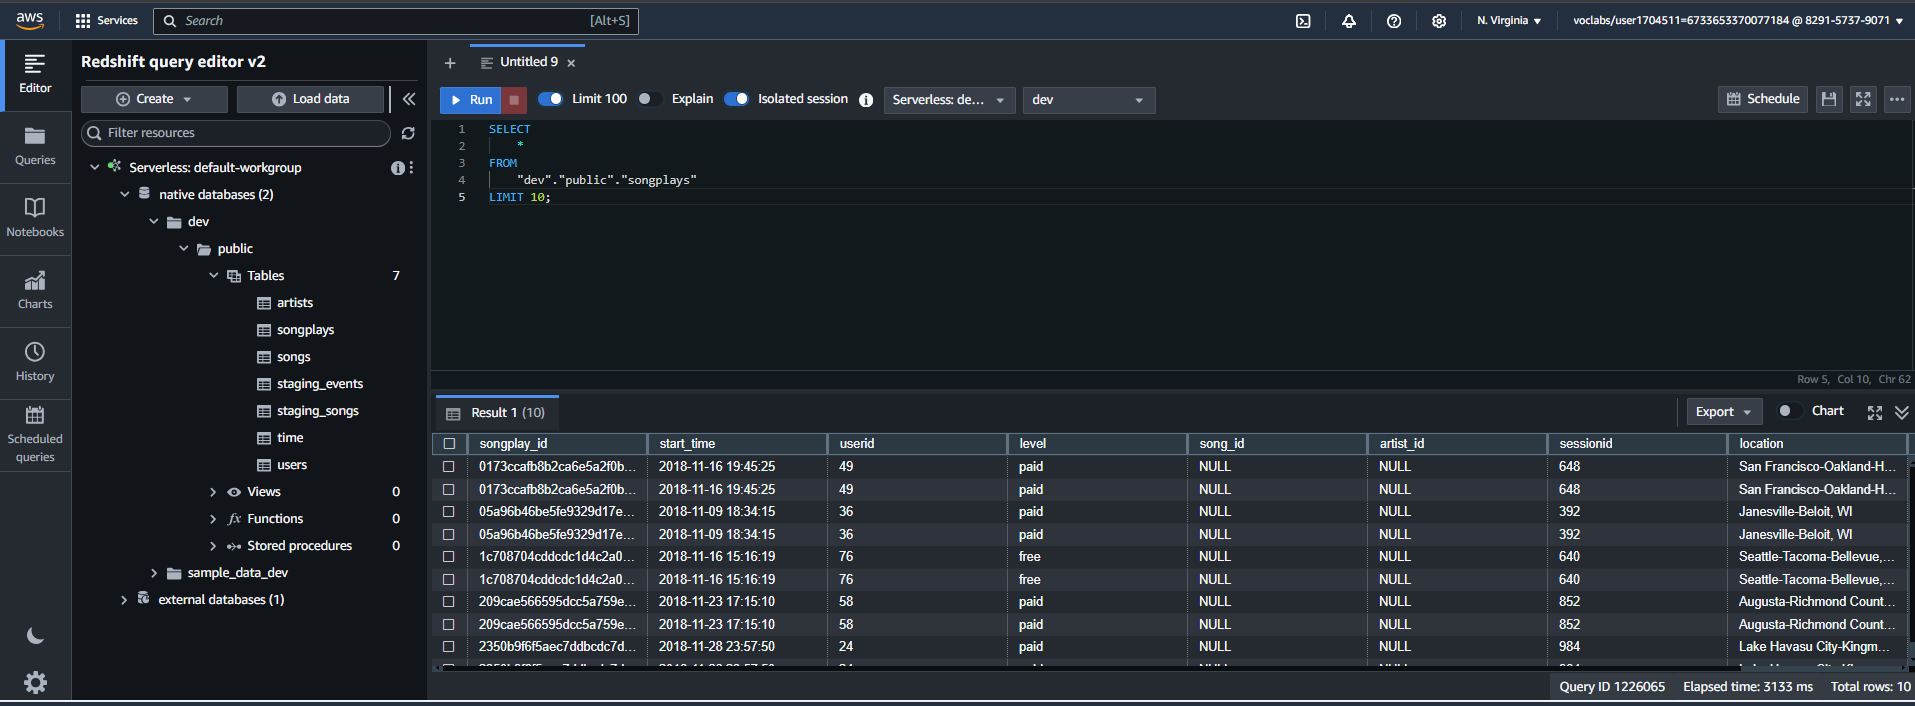 aws
Services
Search
[Alt+S]
N. Virginia
voclabs/user1704511=6733653370077184 @ 8291-5737-9071
Editor
Queries
Notebooks
Charts
History
Scheduled
queries
Redshift query editor v2
Create
Load data
Filter resources
Serverless: default-workgroup
native databases (2)
dev
public
Tables 7
artists
songplays
songs
staging_events
staging_songs
time
users
Views 0
fx Functions 0
Stored procedures 0
sample_data_dev
external databases (1)
Untitled 9
Run
Limit 100
Explain
Isolated session
Serverless: de...
dev
Schedule
1 SELECT
2 *
3 FROM
4 "dev"."public"."songplays"
5 LIMIT 10;
Row 5, Col 10, Chr 62
Result 1 (10)
Export
Chart
songplay_id start_time userid level song_id artist_id sessionid location
0173ccafb8b2ca6e5a2f0b... 2018-11-16 19:45:25 49 paid NULL NULL 648 San Francisco-Oakland-H...
0173ccafb8b2ca6e5a2f0b... 2018-11-16 19:45:25 49 paid NULL NULL 648 San Francisco-Oakland-H...
05a96b46be5fe9329d17e... 2018-11-09 18:34:15 36 paid NULL NULL 392 Janesville-Beloit, WI
05a96b46be5fe9329d17e... 2018-11-09 18:34:15 36 paid NULL NULL 392 Janesville-Beloit, WI
1c708704cddcdc1d4c2a0... 2018-11-16 15:16:19 76 free NULL NULL 640 Seattle-Tacoma-Bellevue,...
1c708704cddcdc1d4c2a0... 2018-11-16 15:16:19 76 free NULL NULL 640 Seattle-Tacoma-Bellevue,...
209cae566595dcc5a759e... 2018-11-23 17:15:10 58 paid NULL NULL 852 Augusta-Richmond Count...
209cae566595dcc5a759e... 2018-11-23 17:15:10 58 paid NULL NULL 852 Augusta-Richmond Count...
2350b9f6f5aec7ddbcdc7d... 2018-11-28 23:57:50 24 paid NULL NULL 984 Lake Havasu City-Kingm...
Query ID 1226065 Elapsed time: 3133 ms Total rows: 10